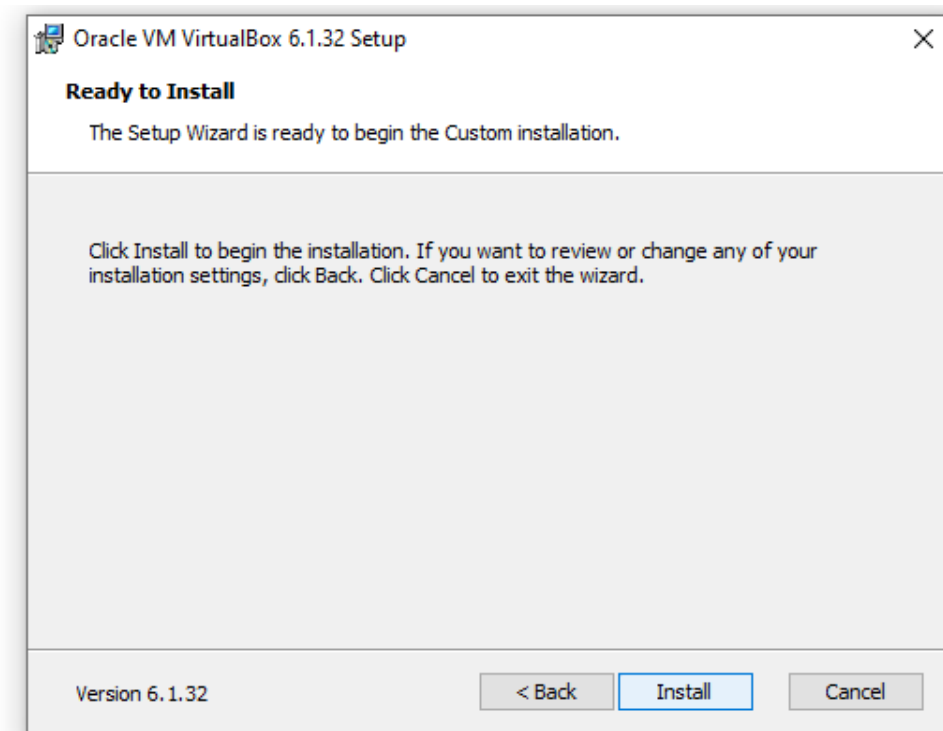 Oracle VM VirtualBox 6.1.32 Setup
Ready to Install
The Setup Wizard is ready to begin the Custom installation.
Click Install to begin the installation. If you want to review or change any of your
installation settings, click Back. Click Cancel to exit the wizard.
Version 6.1.32
< Back
Install
Cancel